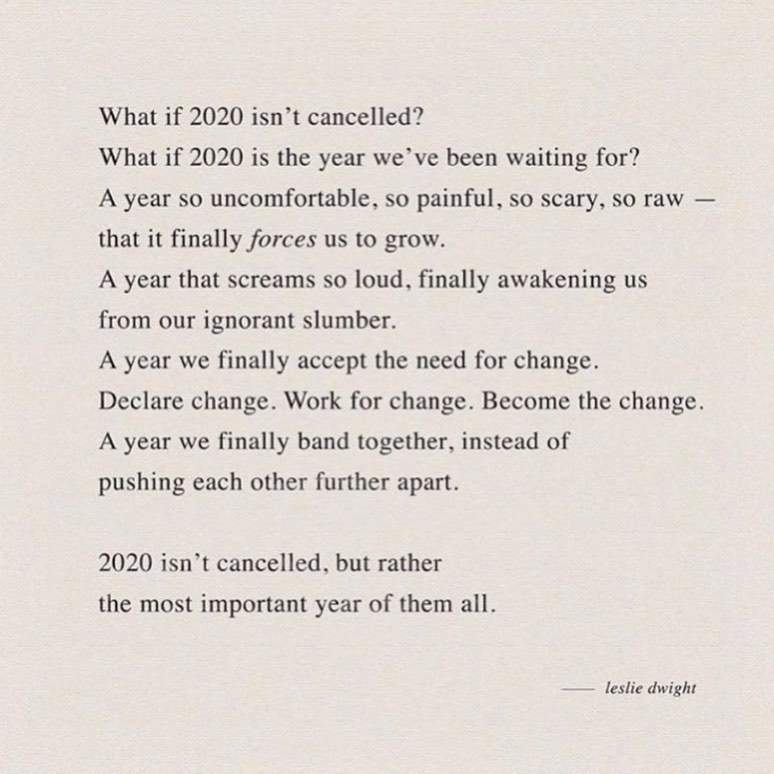 What if 2020 isn’t cancelled?
What if 2020 is the year we’ve been waiting for?
A year so uncomfortable, so painful, so scary, so raw —
that it finally forces us to grow.
A year that screams so loud, finally awakening us
from our ignorant slumber.
A year we finally accept the need for change.
Declare change. Work for change. Become the change.
A year we finally band together, instead of
pushing each other further apart.
2020 isn’t cancelled, but rather
the most important year of them all.
— leslie dwight